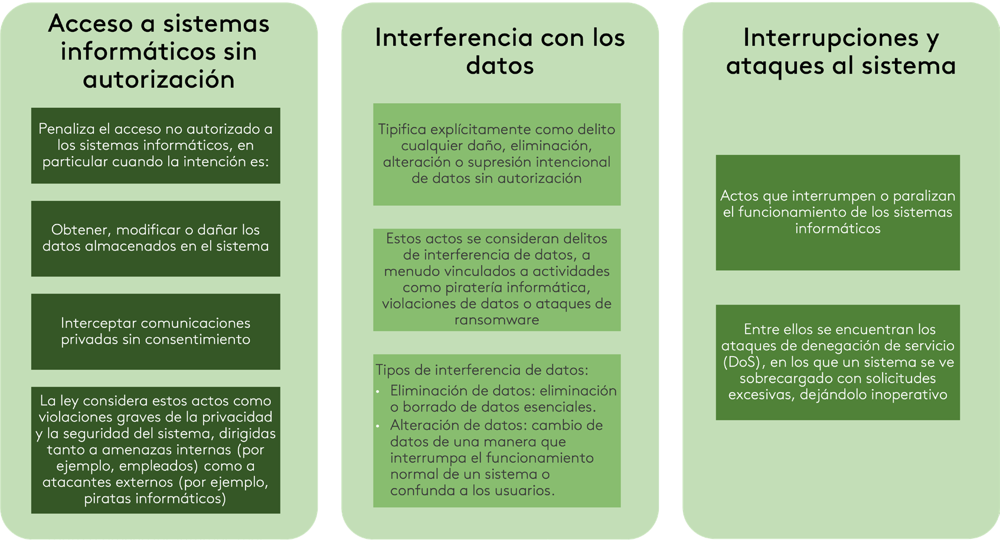 Acceso a sistemas
informáticos sin
autorización
Penaliza el acceso no autorizado a
los sistemas informáticos, en
particular cuando la intención es:
Obtener, modificar o dañar los
datos almacenados en el sistema
Interceptar comunicaciones
privadas sin consentimiento
La ley considera estos actos como
violaciones graves de la privacidad
y la seguridad del sistema, dirigidas
tanto a amenazas internas (por
ejemplo, empleados) como a
atacantes externos (por ejemplo,
piratas informáticos)
Interferencia con los
datos
Tipifica explícitamente como delito
cualquier daño, eliminación,
alteración o supresión intencional
de datos sin autorización
Estos actos se consideran delitos
de interferencia de datos, a
menudo vinculados a actividades
como piratería informática,
violaciones de datos o ataques de
ransomware
Tipos de interferencia de datos:
• Eliminación de datos: eliminación
o borrado de datos esenciales.
• Alteración de datos: cambio de
datos de una manera que
interrumpa el funcionamiento
normal de un sistema o
confunda a los usuarios.
Interrupciones y
ataques al sistema
Actos que interrumpen o paralizan
el funcionamiento de los sistemas
informáticos
Entre ellos se encuentran los
ataques de denegación de servicio
(DoS), en los que un sistema se ve
sobrecargado con solicitudes
excesivas, dejándolo inoperativo